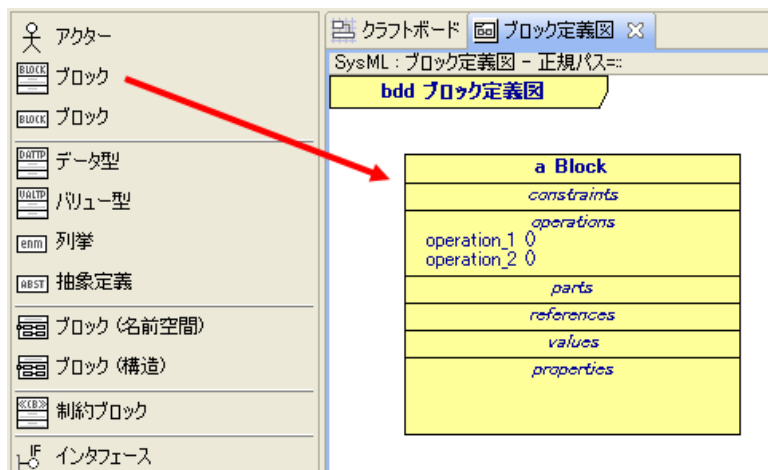 アクター
BLOCK ブロック
BLOCK ブロック
DATTP データ型
VALTP バリュー型
enm 列挙
ABST 抽象定義
ブロック (名前空間)
ブロック (構造)
≪CB≫ 制約ブロック
IF インタフェース
クラフトボード ブロック定義図
SysML : ブロック定義図 - 正規パス=::
bdd ブロック定義図
a Block
constraints
operations
operation_1 ()
operation_2 ()
parts
references
values
properties